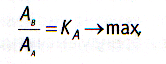 A_B / A_A = K_A → max,